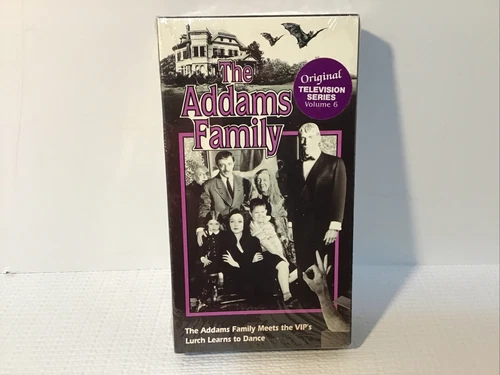 The
Addams
Family
Original
TELEVISION
SERIES
Volume 6
The Addams Family Meets the VIP's
Lurch Learns to Dance